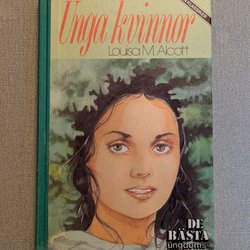 Unga kvinnor
Louisa M. Alcott
DE
BÄSTA
ungdoms